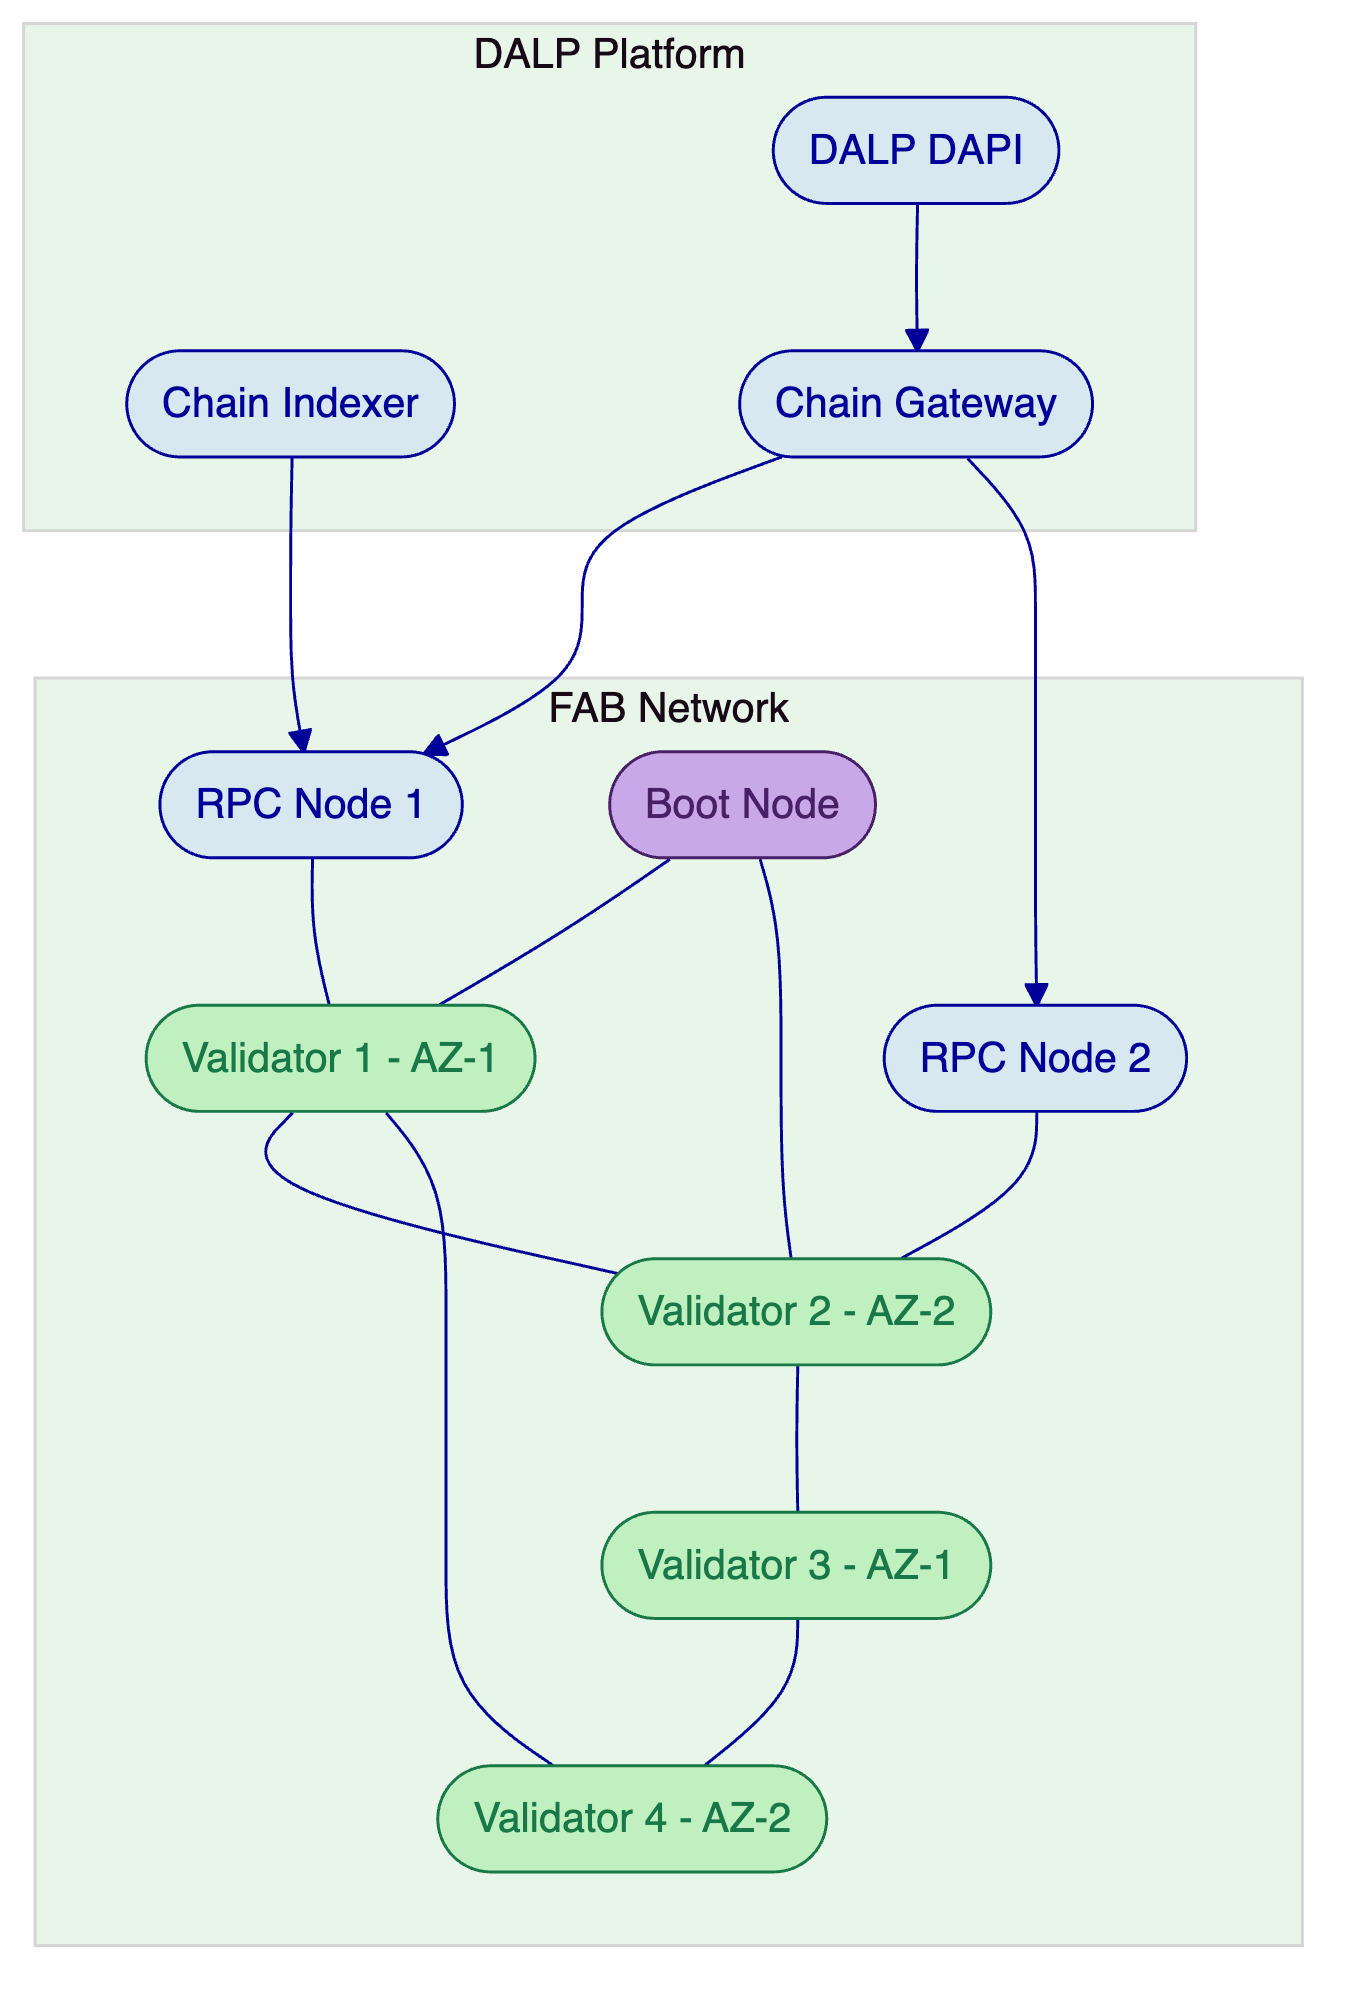 DALP Platform
DALP DAPI
Chain Indexer
Chain Gateway
FAB Network
RPC Node 1
Boot Node
Validator 1 - AZ-1
RPC Node 2
Validator 2 - AZ-2
Validator 3 - AZ-1
Validator 4 - AZ-2